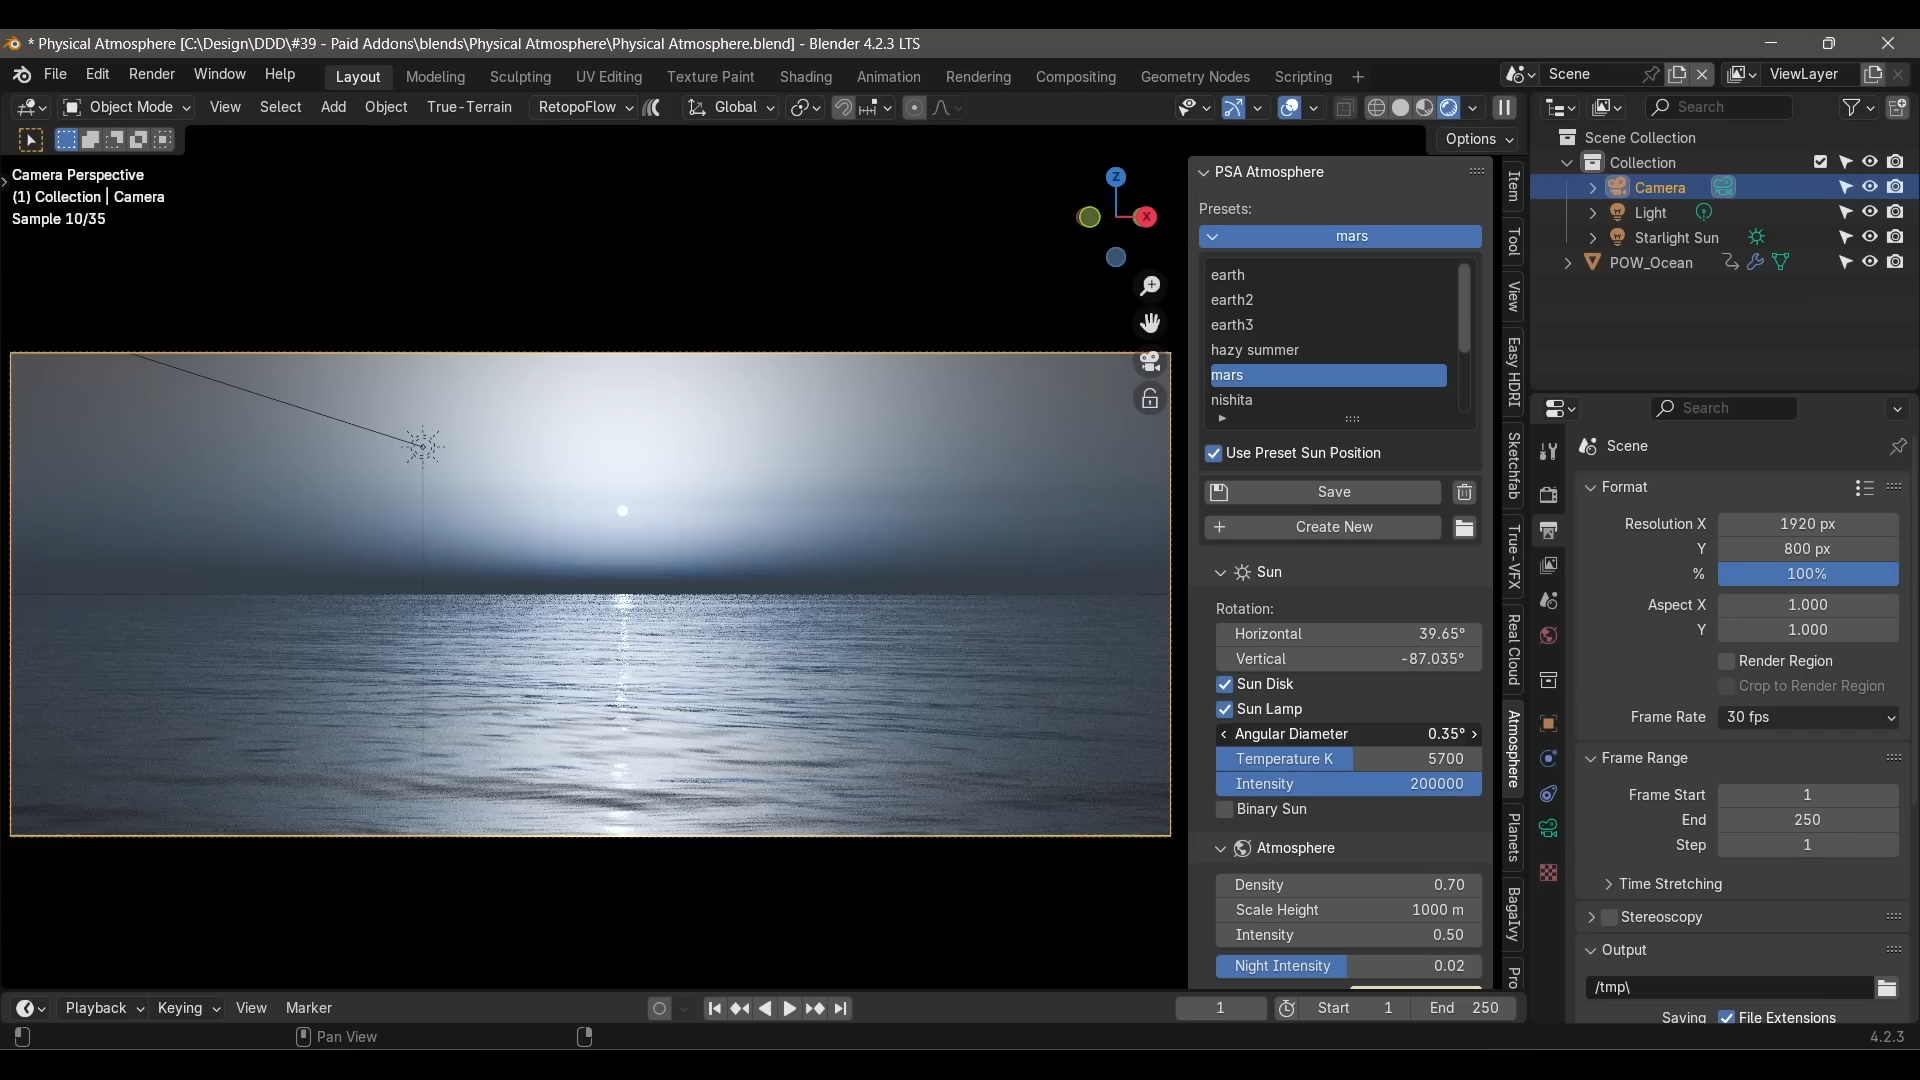 * Physical Atmosphere [C:\Design\DDD\#39 - Paid Addons\blends\Physical Atmosphere\Physical Atmosphere.blend] - Blender 4.2.3 LTS
File Edit Render Window Help Layout Modeling Sculpting UV Editing Texture Paint Shading Animation Rendering Compositing Geometry Nodes Scripting + Scene ViewLayer
Object Mode View Select Add Object True-Terrain RetopoFlow Global Search
Options
Camera Perspective
(1) Collection | Camera
Sample 10/35
Z
X
PSA Atmosphere
Presets:
mars
earth
earth2
earth3
hazy summer
mars
nishita
Use Preset Sun Position
Save
Create New
Sun
Rotation:
Horizontal 39.65°
Vertical -87.035°
Sun Disk
Sun Lamp
Angular Diameter 0.35°
Temperature K 5700
Intensity 200000
Binary Sun
Atmosphere
Density 0.70
Scale Height 1000 m
Intensity 0.50
Night Intensity 0.02
Item
Tool
View
Easy HDRI
Sketchfab
True-VFX
Real Cloud
Atmosphere
Planets
BagaIvy
Pro
Scene Collection
Collection
Camera
Light
Starlight Sun
POW_Ocean
Search
Scene
Format
Resolution X 1920 px
Y 800 px
% 100%
Aspect X 1.000
Y 1.000
Render Region
Crop to Render Region
Frame Rate 30 fps
Frame Range
Frame Start 1
End 250
Step 1
Time Stretching
Stereoscopy
Output
/tmp\
Saving File Extensions
Playback Keying View Marker 1 Start 1 End 250
Pan View 4.2.3